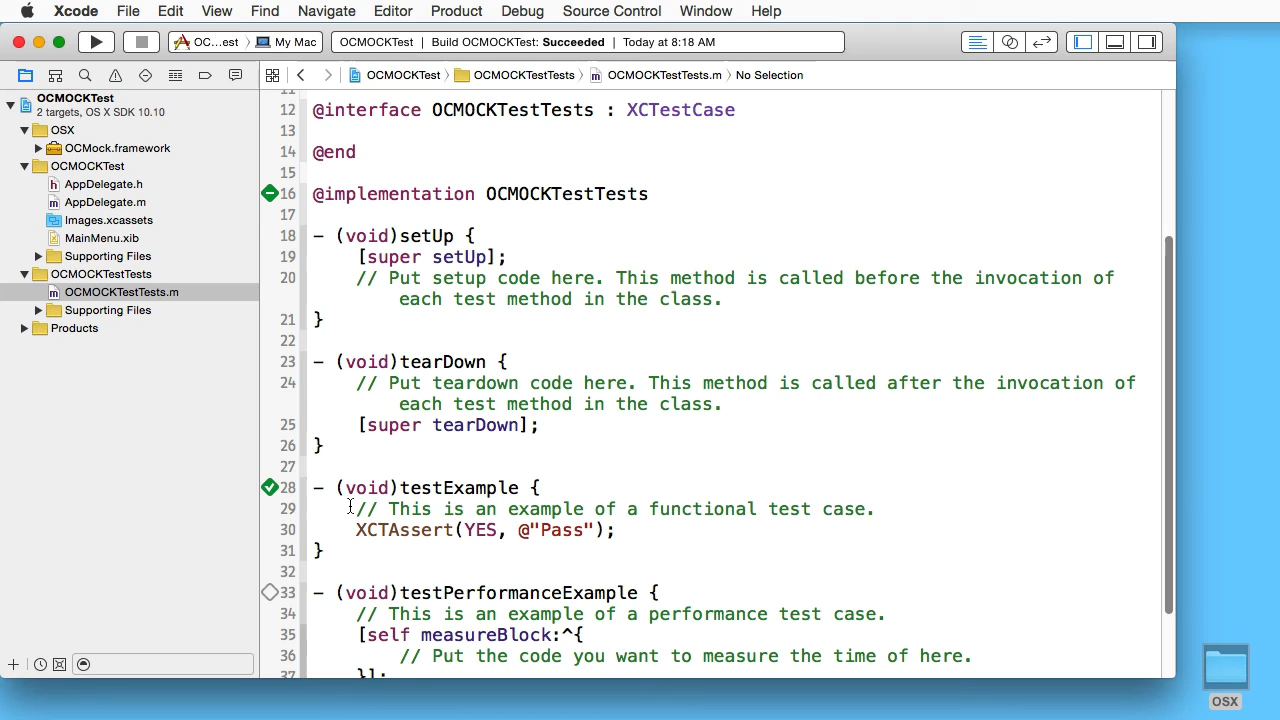 Xcode File Edit View Find Navigate Editor Product Debug Source Control Window Help
OC...est My Mac OCMOCKTest | Build OCMOCKTest: Succeeded | Today at 8:18 AM
OCMOCKTest OCMOCKTestTests OCMOCKTestTests.m No Selection
OCMOCKTest
2 targets, OS X SDK 10.10
OSX
OCMock.framework
OCMOCKTest
AppDelegate.h
AppDelegate.m
Images.xcassets
MainMenu.xib
Supporting Files
OCMOCKTestTests
OCMOCKTestTests.m
Supporting Files
Products
11
12 @interface OCMOCKTestTests : XCTestCase
13
14 @end
15
16 @implementation OCMOCKTestTests
17
18 - (void)setUp {
19 [super setUp];
20 // Put setup code here. This method is called before the invocation of
each test method in the class.
21 }
22
23 - (void)tearDown {
24 // Put teardown code here. This method is called after the invocation of
each test method in the class.
25 [super tearDown];
26 }
27
28 - (void)testExample {
29 // This is an example of a functional test case.
30 XCTAssert(YES, @"Pass");
31 }
32
33 - (void)testPerformanceExample {
34 // This is an example of a performance test case.
35 [self measureBlock:^{
36 // Put the code you want to measure the time of here.
37 }];
OSX